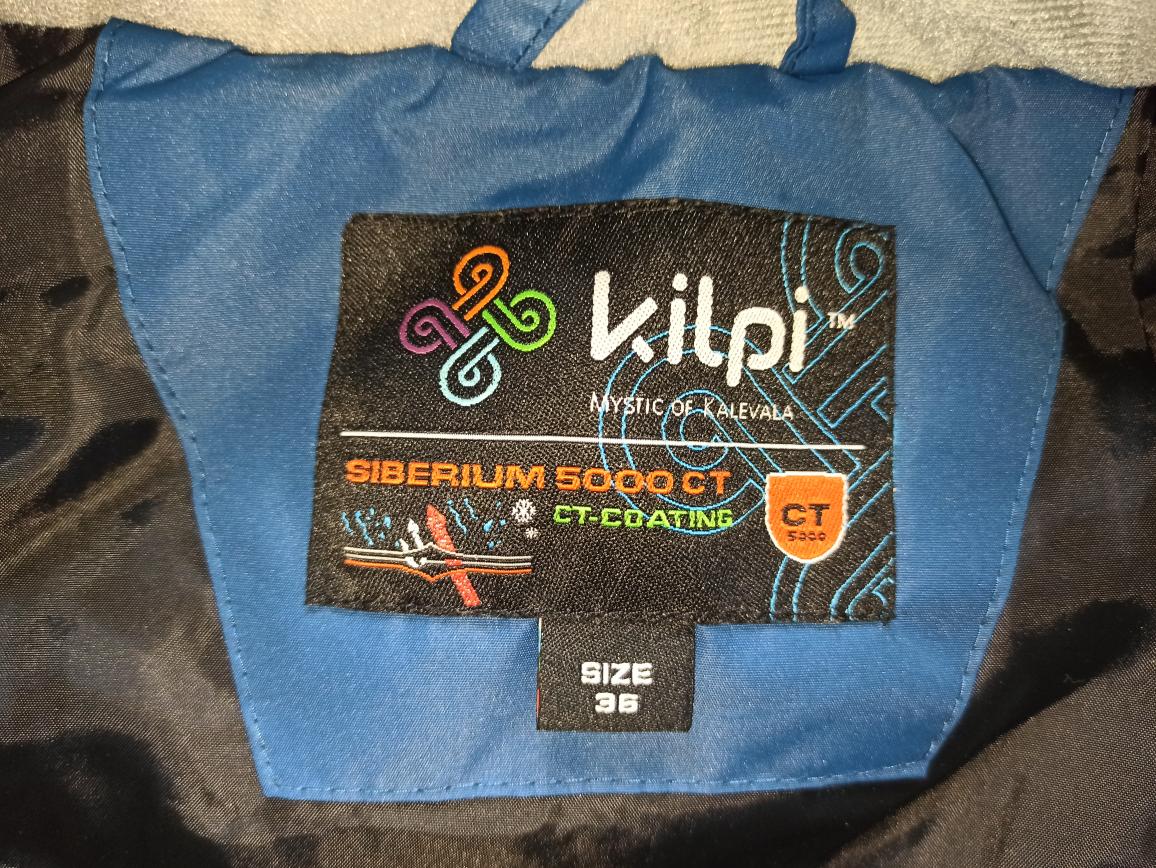 kilpi™
MYSTIC OF KALEVALA
SIBERIUM 5000 CT
CT-COATING
CT
5000
SIZE
36